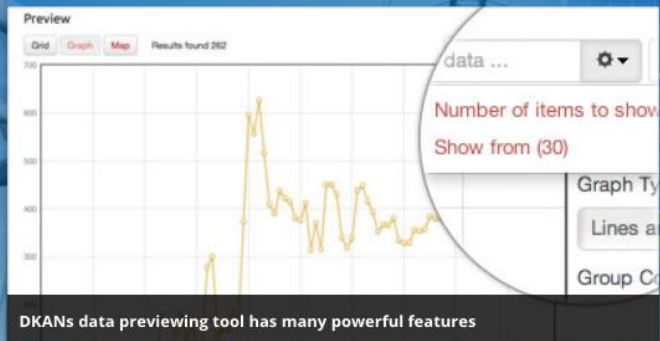 Preview
Grid Graph Map Results found 262
700
600
500
400
300
data ...
Number of items to show
Show from (30)
Graph Ty
Lines a
Group Co
DKANs data previewing tool has many powerful features